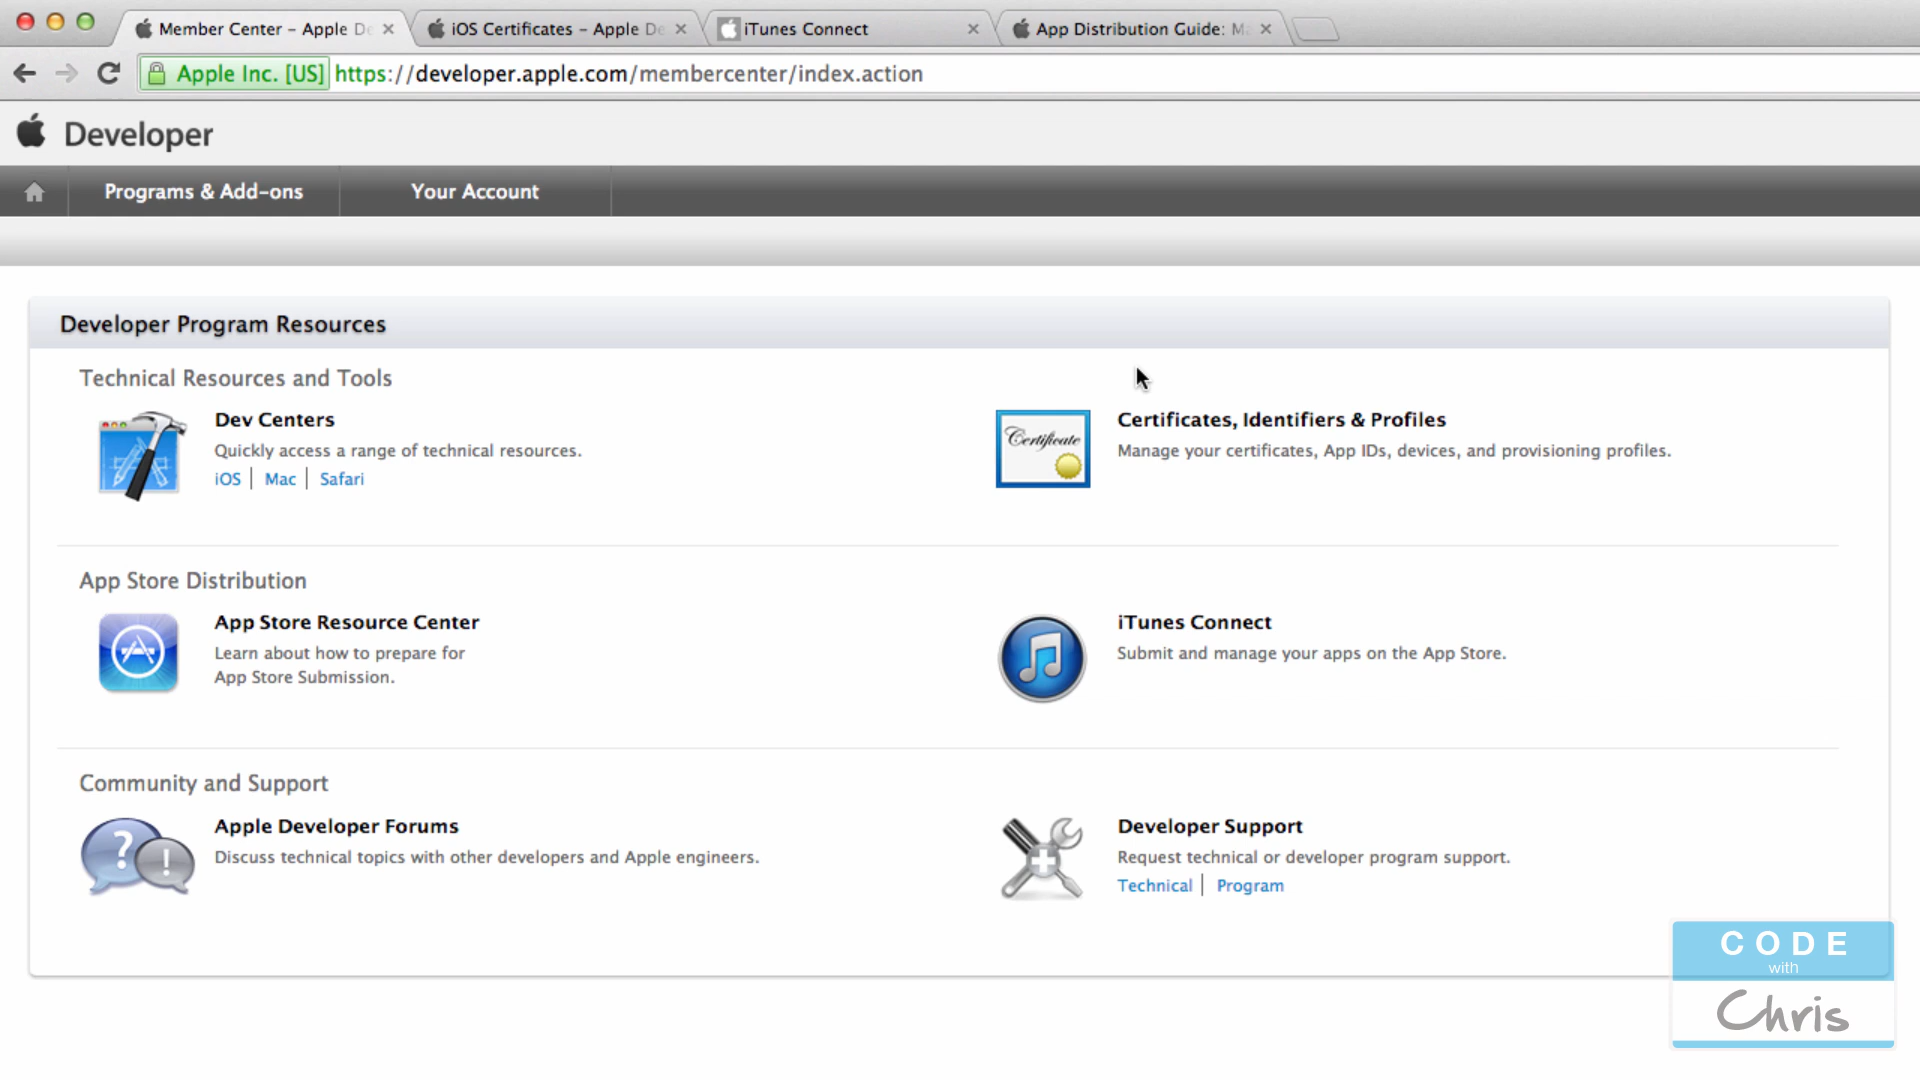 Member Center - Apple De
iOS Certificates - Apple De
iTunes Connect
App Distribution Guide: Ma
Apple Inc. [US] https://developer.apple.com/membercenter/index.action
Developer
Programs & Add-ons
Your Account
Developer Program Resources
Technical Resources and Tools
Dev Centers
Quickly access a range of technical resources.
iOS | Mac | Safari
Certificate
Certificates, Identifiers & Profiles
Manage your certificates, App IDs, devices, and provisioning profiles.
App Store Distribution
App Store Resource Center
Learn about how to prepare for
App Store Submission.
iTunes Connect
Submit and manage your apps on the App Store.
Community and Support
? !
Apple Developer Forums
Discuss technical topics with other developers and Apple engineers.
Developer Support
Request technical or developer program support.
Technical | Program
CODE
with
Chris